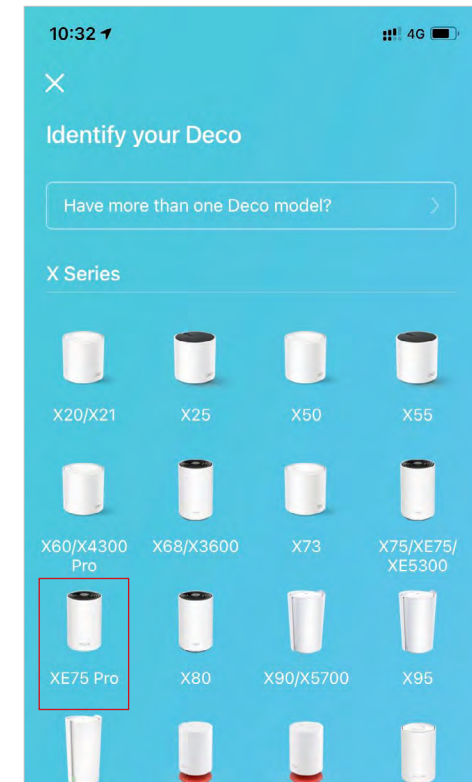 10:32
4G
Identify your Deco
Have more than one Deco model?
X Series
X20/X21 X25 X50 X55
X60/X4300 Pro X68/X3600 X73 X75/XE75/ XE5300
XE75 Pro X80 X90/X5700 X95